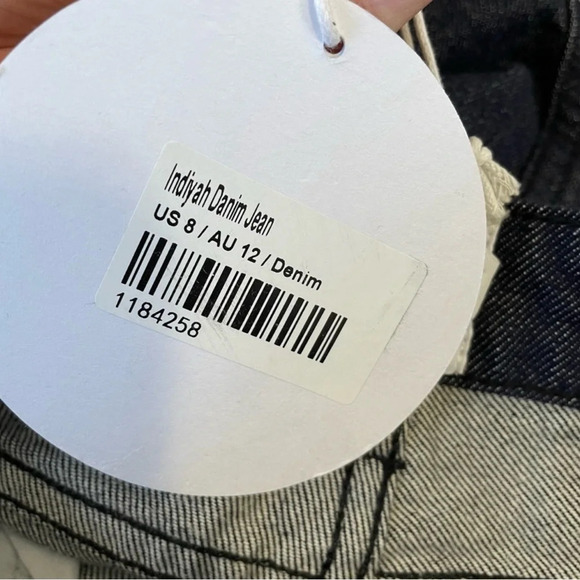 Indiyah Danim Jean
US 8 / AU 12 / Denim
1184258